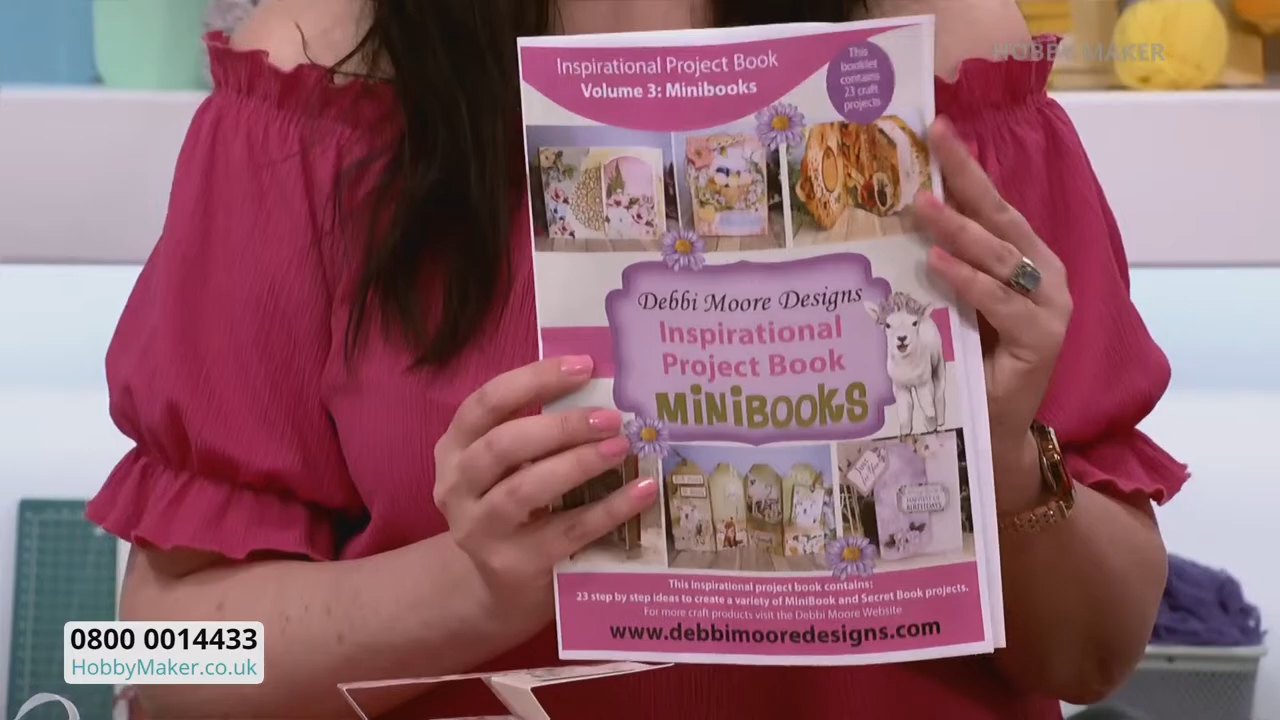 HOBBYMAKER
Inspirational Project Book
Volume 3: Minibooks
This
booklet
contains
23 craft
projects
Debbi Moore Designs
Inspirational
Project Book
MiNiBOOKS
This inspirational project book contains:
23 step by step ideas to create a variety of MiniBook and Secret Book projects.
For more craft products visit the Debbi Moore Website
www.debbimooredesigns.com
0800 0014433
HobbyMaker.co.uk